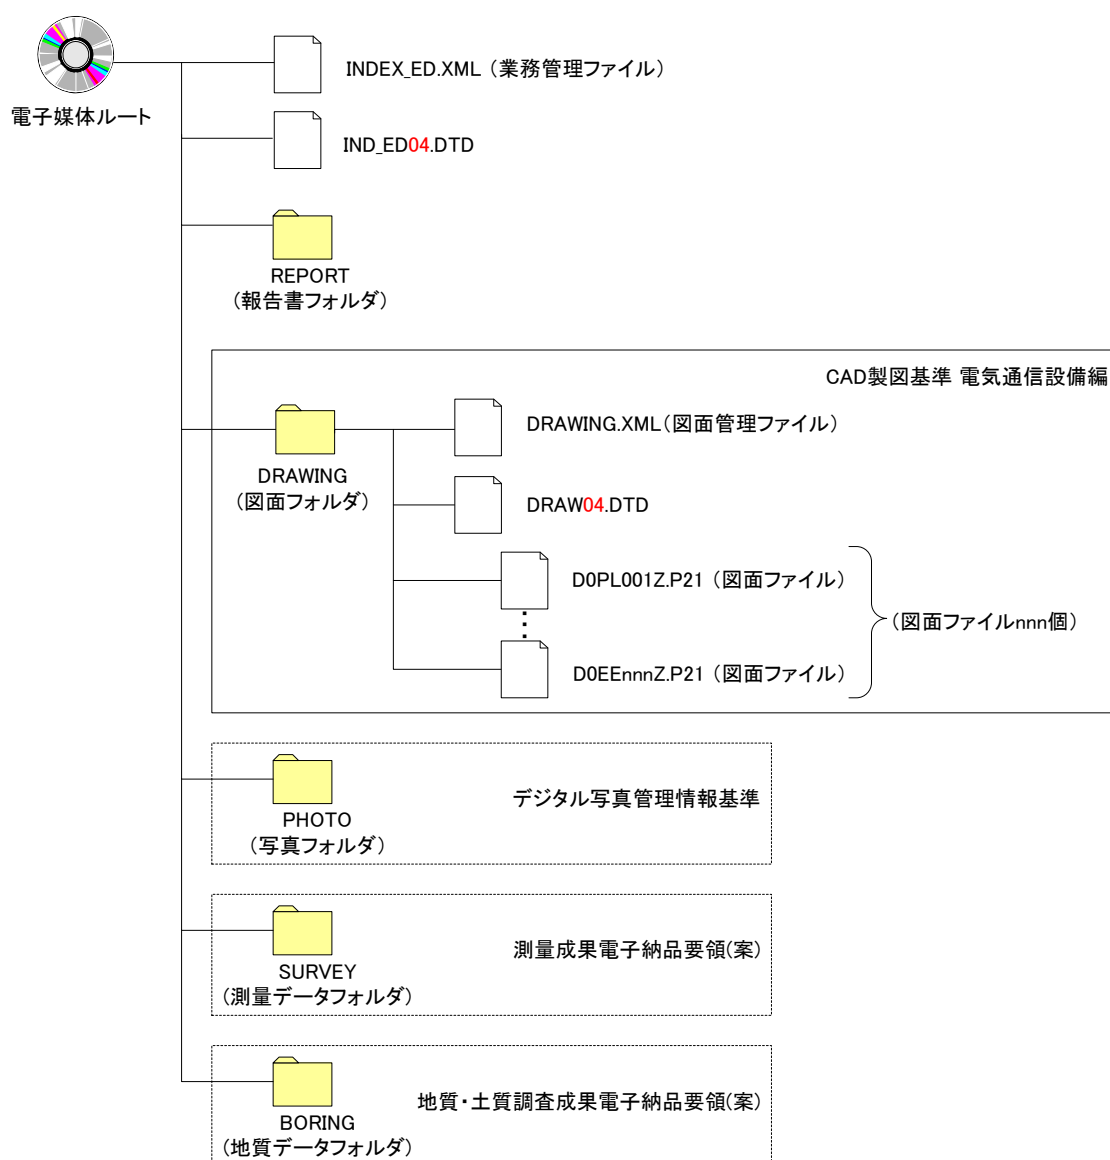 電子媒体ルート
INDEX_ED.XML（業務管理ファイル）
IND_ED04.DTD
REPORT
（報告書フォルダ）
CAD製図基準 電気通信設備編
DRAWING
（図面フォルダ）
DRAWING.XML（図面管理ファイル）
DRAW04.DTD
D0PL001Z.P21（図面ファイル）
D0EEnnnZ.P21（図面ファイル）
（図面ファイルnnn個）
PHOTO
（写真フォルダ）
デジタル写真管理情報基準
SURVEY
（測量データフォルダ）
測量成果電子納品要領(案)
BORING
（地質データフォルダ）
地質・土質調査成果電子納品要領(案)